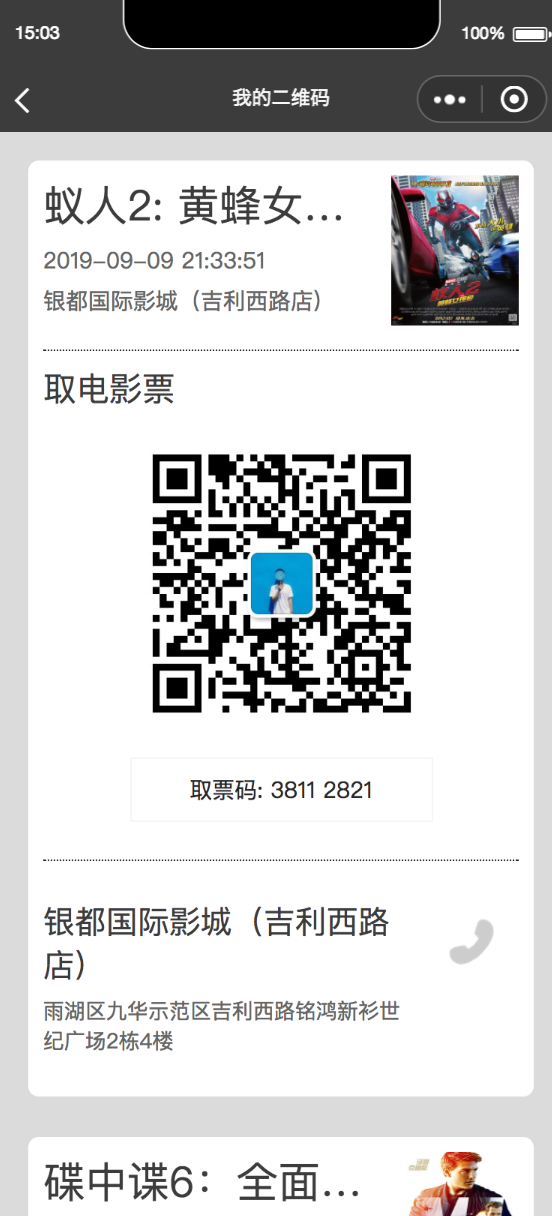 15:03
100%
我的二维码
蚁人2: 黄蜂女...
2019-09-09 21:33:51
银都国际影城（吉利西路店）
蚁人2
取电影票
取票码: 3811 2821
银都国际影城（吉利西路
店）
雨湖区九华示范区吉利西路铭鸿新衫世
纪广场2栋4楼
碟中谍6：全面...